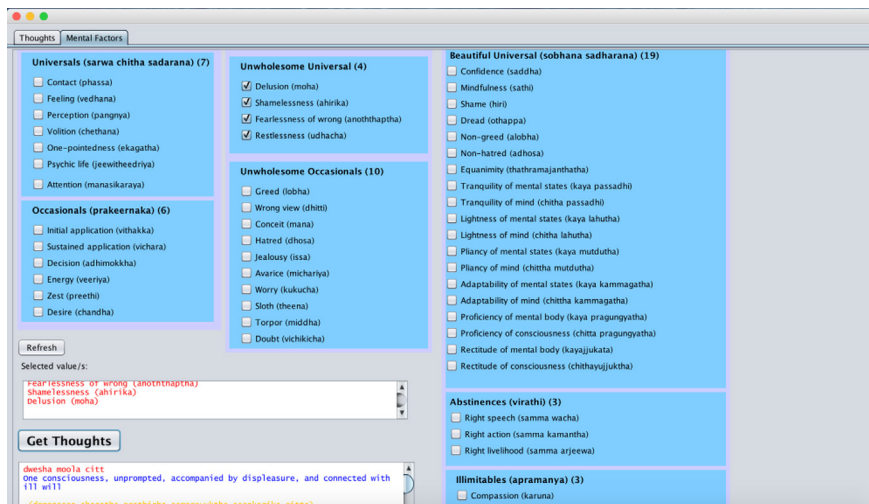 Thoughts
Mental Factors
Universals (sarwa chitha sadarana) (7)
Contact (phassa)
Feeling (vedhana)
Perception (pangnya)
Volition (chethana)
One-pointedness (ekagatha)
Psychic life (jeewitheedriya)
Attention (manasikaraya)
Occasionals (prakeernaka) (6)
Initial application (vithakka)
Sustained application (vichara)
Decision (adhimokkha)
Energy (veeriya)
Zest (preethi)
Desire (chandha)
Unwholesome Universal (4)
Delusion (moha)
Shamelessness (ahirika)
Fearlessness of wrong (anoththaptha)
Restlessness (udhacha)
Unwholesome Occasionals (10)
Greed (lobha)
Wrong view (dhitti)
Conceit (mana)
Hatred (dhosa)
Jealousy (issa)
Avarice (michariya)
Worry (kukucha)
Sloth (theena)
Torpor (middha)
Doubt (vichikicha)
Beautiful Universal (sobhana sadharana) (19)
Confidence (saddha)
Mindfulness (sathi)
Shame (hiri)
Dread (othappa)
Non-greed (alobha)
Non-hatred (adhosa)
Equanimity (thathramajanthatha)
Tranquility of mental states (kaya passadhi)
Tranquility of mind (chitha passadhi)
Lightness of mental states (kaya lahutha)
Lightness of mind (chitha lahutha)
Pliancy of mental states (kaya mutdutha)
Pliancy of mind (chittha mutdutha)
Adaptability of mental states (kaya kammagatha)
Adaptability of mind (chittha kammagatha)
Proficiency of mental body (kaya pragungyatha)
Proficiency of consciousness (chitta pragungyatha)
Rectitude of mental body (kayajjukata)
Rectitude of consciousness (chithayujjuktha)
Abstinences (virathi) (3)
Right speech (samma wacha)
Right action (samma kamantha)
Right livelihood (samma arjeewa)
Illimitables (apramanya) (3)
Compassion (karuna)
Refresh
Selected value/s:
Fearlessness of wrong (anoththaptha)
Shamelessness (ahirika)
Delusion (moha)
Get Thoughts
dwesha moola citt
One consciousness, unprompted, accompanied by displeasure, and connected with
ill will